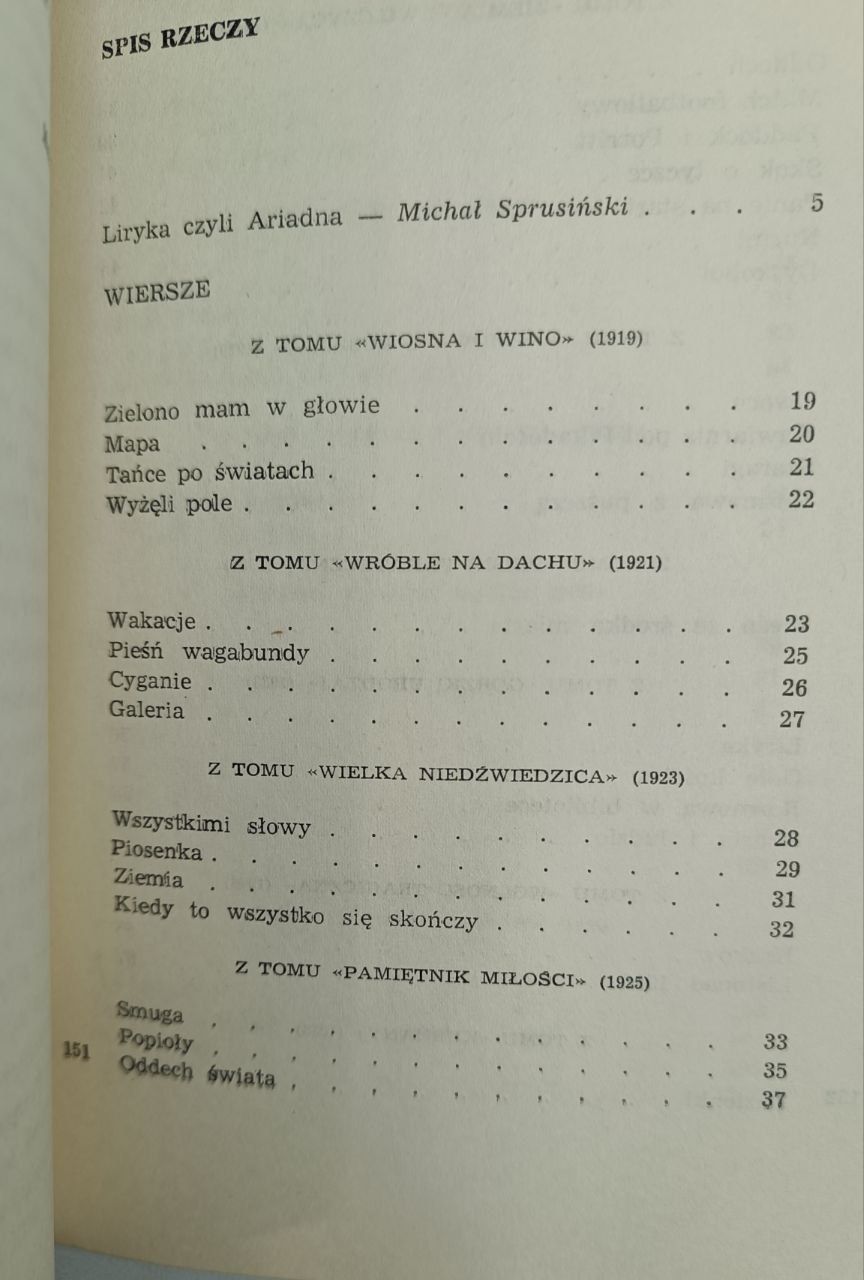 SPIS RZECZY
Liryka czyli Ariadna — Michał Sprusiński . . . 5
WIERSZE
Z TOMU «WIOSNA I WINO» (1919)
Zielono mam w głowie . . . . . . . . 19
Mapa . . . . . . . . . . . . . 20
Tańce po światach . . . . . . . . . . 21
Wyżęli pole . . . . . . . . . . . . 22
Z TOMU «WRÓBLE NA DACHU» (1921)
Wakacje . . . . . . . . . . . . . 23
Pieśń wagabundy . . . . . . . . . . 25
Cyganie . . . . . . . . . . . . . 26
Galeria . . . . . . . . . . . . . 27
Z TOMU «WIELKA NIEDŹWIEDZICA» (1923)
Wszystkimi słowy . . . . . . . . . . 28
Piosenka . . . . . . . . . . . . . 29
Ziemia . . . . . . . . . . . . . 31
Kiedy to wszystko się skończy . . . . . . 32
Z TOMU «PAMIĘTNIK MIŁOŚCI» (1925)
Smuga . . . . . . . . . . . . . 33
Popioły . . . . . . . . . . . . . 35
Oddech świata . . . . . . . . . . . 37
151